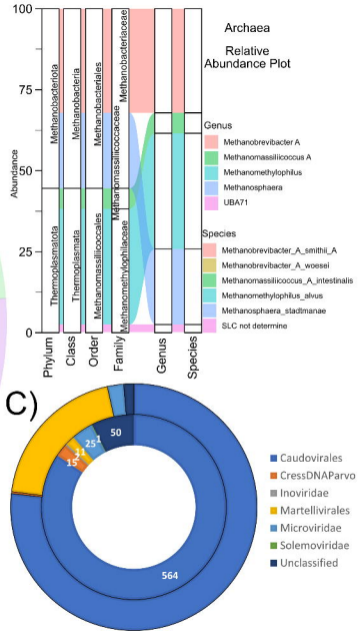 100
75
50
25
0
Abundance
Methanobacteriota
Thermoplasmatota
Methanobacteria
Thermoplasmata
Methanobacteriales
Methanomassiliicoccales
Methanobacteriaceae
Methanomassiliicoccaceae
Methanomethylophilaceae
Phylum
Class
Order
Family
Genus
Species
Archaea
Relative
Abundance Plot
Genus
Methanobrevibacter A
Methanomassiliicoccus A
Methanomethylophilus
Methanosphaera
UBA71
Species
Methanobrevibacter_A_smithii_A
Methanobrevibacter_A_woesei
Methanomassiliicoccus_A_intestinalis
Methanomethylophilus_alvus
Methanosphaera_stadtmanae
SLC not determine
C)
50
25
1
15
564
Caudovirales
CressDNAParvo
Inoviridae
Martellivirales
Microviridae
Solemoviridae
Unclassified